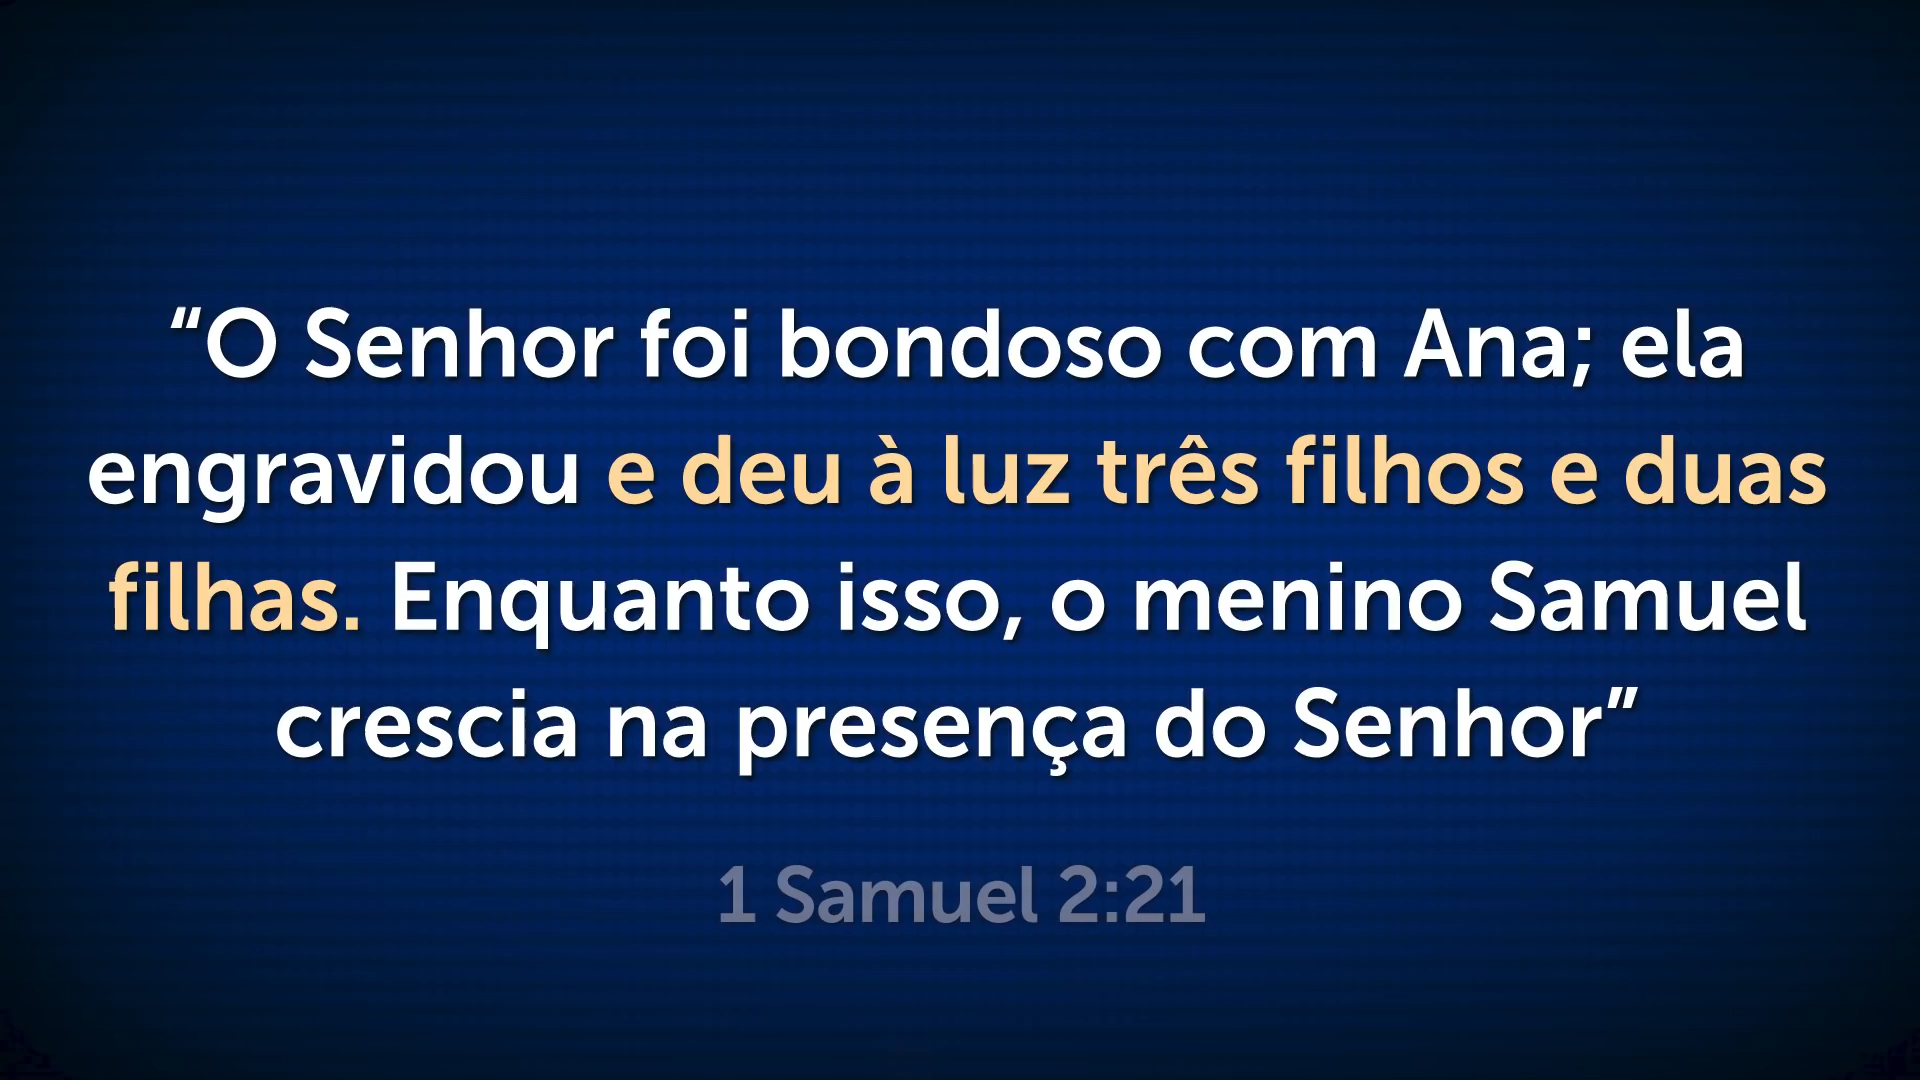 “O Senhor foi bondoso com Ana; ela
engravidou e deu à luz três filhos e duas
filhas. Enquanto isso, o menino Samuel
crescia na presença do Senhor”
1 Samuel 2:21